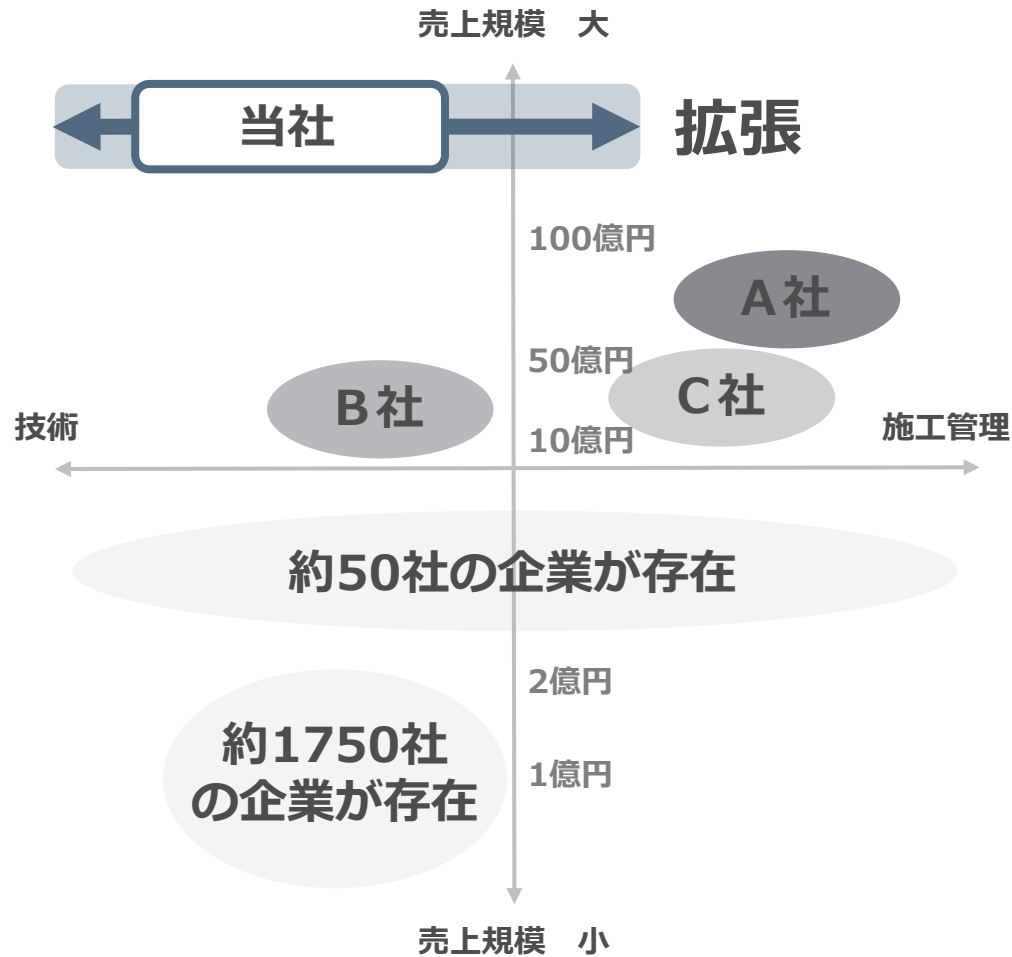 売上規模　大
当社
拡張
100億円
A社
50億円
B社
C社
技術
10億円
施工管理
約50社の企業が存在
2億円
約1750社
の企業が存在
1億円
売上規模　小